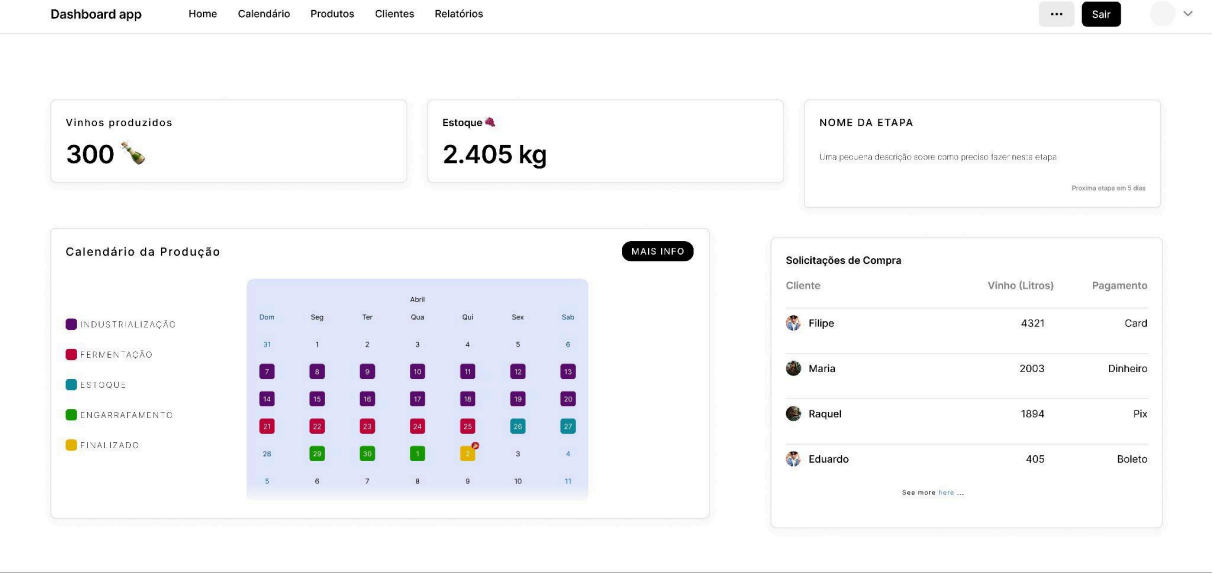 Dashboard app Home Calendário Produtos Clientes Relatórios ... Sair
Vinhos produzidos
300
Estoque
2.405 kg
NOME DA ETAPA
Uma pequena descrição sobre como preciso fazer nesta etapa
Proxima etapa em 5 dias
Calendário da Produção
MAIS INFO
INDUSTRIALIZAÇÃO
FERMENTAÇÃO
ESTOQUE
ENGARRAFAMENTO
FINALIZADO
Abril
Dom Seg Ter Qua Qui Sex Sab
31 1 2 3 4 5 6
7 8 9 10 11 12 13
14 15 16 17 18 19 20
21 22 23 24 25 26 27
28 29 30 1 2 3 4
5 6 7 8 9 10 11
Solicitações de Compra
Cliente Vinho (Litros) Pagamento
Filipe 4321 Card
Maria 2003 Dinheiro
Raquel 1894 Pix
Eduardo 405 Boleto
See more here ...